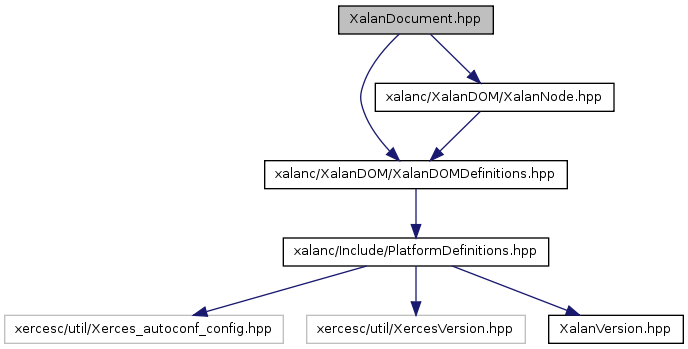 XalanDocument.hpp
xalanc/XalanDOM/XalanNode.hpp
xalanc/XalanDOM/XalanDOMDefinitions.hpp
xalanc/Include/PlatformDefinitions.hpp
xercesc/util/Xerces_autoconf_config.hpp
xercesc/util/XercesVersion.hpp
XalanVersion.hpp